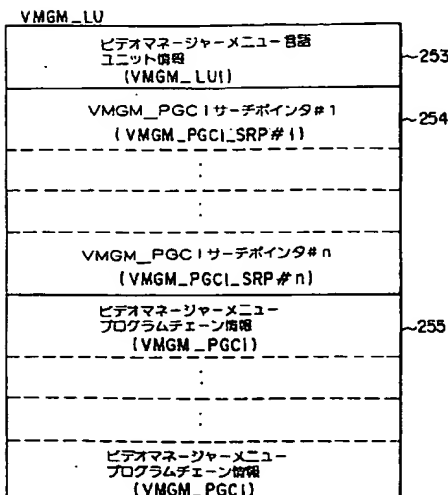 VMGM_LU
ビデオマネージャーメニュー言語
ユニット情報
(VMGM_LUI)
253
VMGM_PGCIサーチポインタ#1
(VMGM_PGCI_SRP#1)
254
VMGM_PGCIサーチポインタ#n
(VMGM_PGCI_SRP#n)
ビデオマネージャーメニュー
プログラムチェーン情報
(VMGM_PGCI)
255
ビデオマネージャーメニュー
プログラムチェーン情報
(VMGM_PGCI)